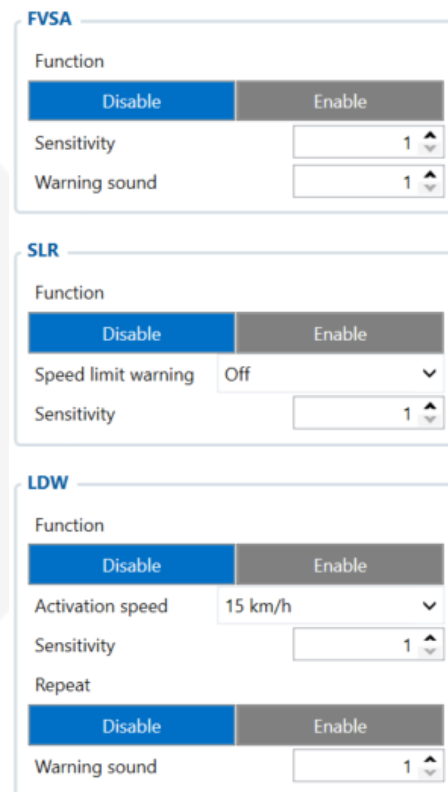 FVSA
Function
Disable Enable
Sensitivity 1
Warning sound 1
SLR
Function
Disable Enable
Speed limit warning Off
Sensitivity 1
LDW
Function
Disable Enable
Activation speed 15 km/h
Sensitivity 1
Repeat
Disable Enable
Warning sound 1